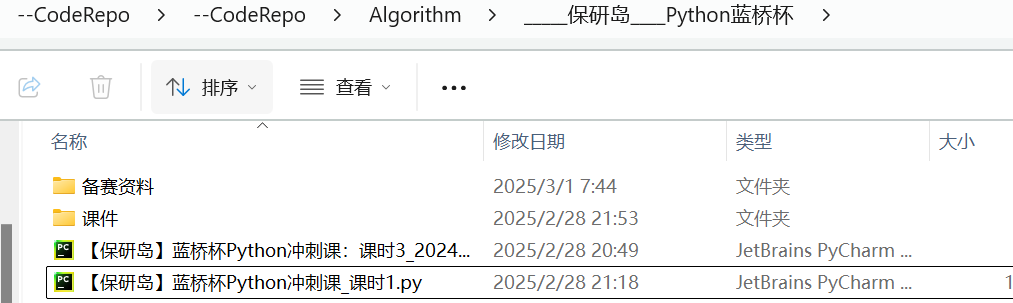 --CodeRepo > --CodeRepo > Algorithm > _____保研岛____Python蓝桥杯 >
排序 查看 •••
名称 修改日期 类型 大小
备赛资料 2025/3/1 7:44 文件夹
课件 2025/2/28 21:53 文件夹
【保研岛】蓝桥杯Python冲刺课：课时3_2024... 2025/2/28 20:49 JetBrains PyCharm ...
【保研岛】蓝桥杯Python冲刺课_课时1.py 2025/2/28 21:18 JetBrains PyCharm ... 1